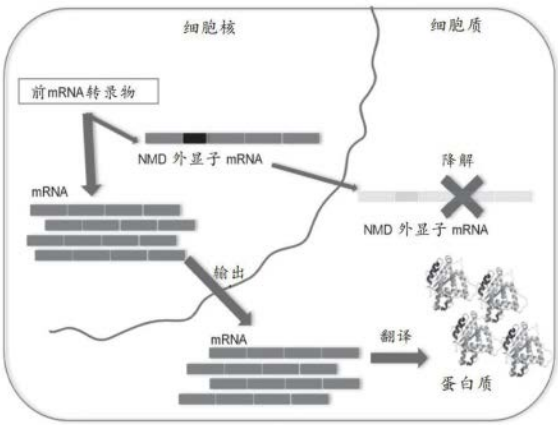 细胞核
细胞质
前mRNA转录物
NMD 外显子 mRNA
降解
mRNA
NMD 外显子 mRNA
输出
mRNA
翻译
蛋白质